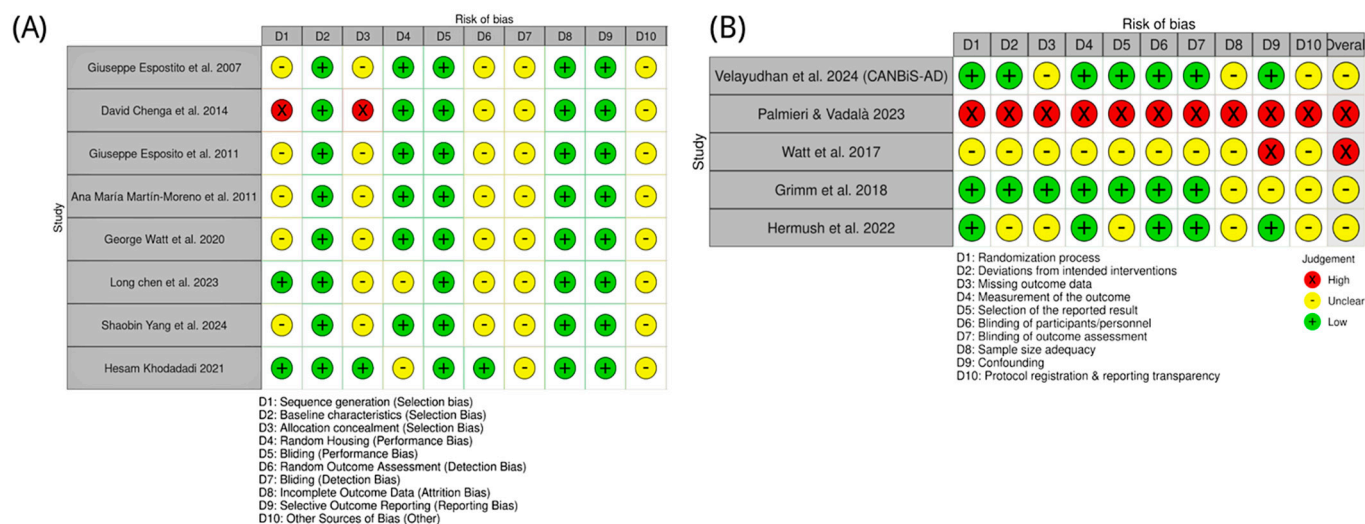 (A)
Risk of bias
D1 D2 D3 D4 D5 D6 D7 D8 D9 D10
Study
Giuseppe Espostito et al. 2007 - + - + + - - + + -
David Chenga et al. 2014 X + X + + - - + + -
Giuseppe Esposito et al. 2011 - + - + + - - + + -
Ana María Martín-Moreno et al. 2011 - + - + + - - + + -
George Watt et al. 2020 - + - + + - - + + -
Long chen et al. 2023 + + - - + - - + + -
Shaobin Yang et al. 2024 - + - + + - - + + -
Hesam Khodadadi 2021 + + + - + + - + + -
D1: Sequence generation (Selection bias)
D2: Baseline characteristics (Selection Bias)
D3: Allocation concealment (Selection Bias)
D4: Random Housing (Performance Bias)
D5: Bliding (Performance Bias)
D6: Random Outcome Assessment (Detection Bias)
D7: Bliding (Detection Bias)
D8: Incomplete Outcome Data (Attrition Bias)
D9: Selective Outcome Reporting (Reporting Bias)
D10: Other Sources of Bias (Other)
(B)
Risk of bias
D1 D2 D3 D4 D5 D6 D7 D8 D9 D10 Overall
Study
Velayudhan et al. 2024 (CANBiS-AD) + + - + + + + - + - -
Palmieri & Vadalà 2023 X X X X X X X X X X X
Watt et al. 2017 - - - - - - - - X - X
Grimm et al. 2018 + + + + + + + - - - -
Hermush et al. 2022 + - - + - + + - + - -
D1: Randomization process
D2: Deviations from intended interventions
D3: Missing outcome data
D4: Measurement of the outcome
D5: Selection of the reported result
D6: Blinding of participants/personnel
D7: Blinding of outcome assessment
D8: Sample size adequacy
D9: Confounding
D10: Protocol registration & reporting transparency
Judgement
X High
- Unclear
+ Low